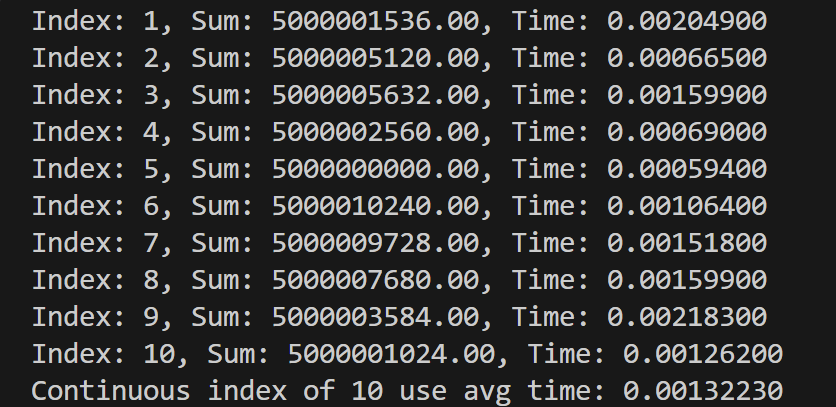 Index: 1, Sum: 5000001536.00, Time: 0.00204900
Index: 2, Sum: 5000005120.00, Time: 0.00066500
Index: 3, Sum: 5000005632.00, Time: 0.00159900
Index: 4, Sum: 5000002560.00, Time: 0.00069000
Index: 5, Sum: 5000000000.00, Time: 0.00059400
Index: 6, Sum: 5000010240.00, Time: 0.00106400
Index: 7, Sum: 5000009728.00, Time: 0.00151800
Index: 8, Sum: 5000007680.00, Time: 0.00159900
Index: 9, Sum: 5000003584.00, Time: 0.00218300
Index: 10, Sum: 5000001024.00, Time: 0.00126200
Continuous index of 10 use avg time: 0.00132230